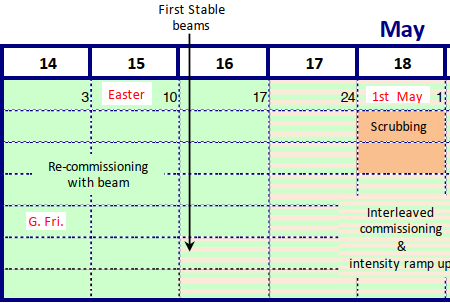 First Stable
beams
May
14 15 16 17 18
3 Easter 10 17 24 1st May 1
Scrubbing
Re-commissioning
with beam
G. Fri.
Interleaved
commissioning
&
intensity ramp up